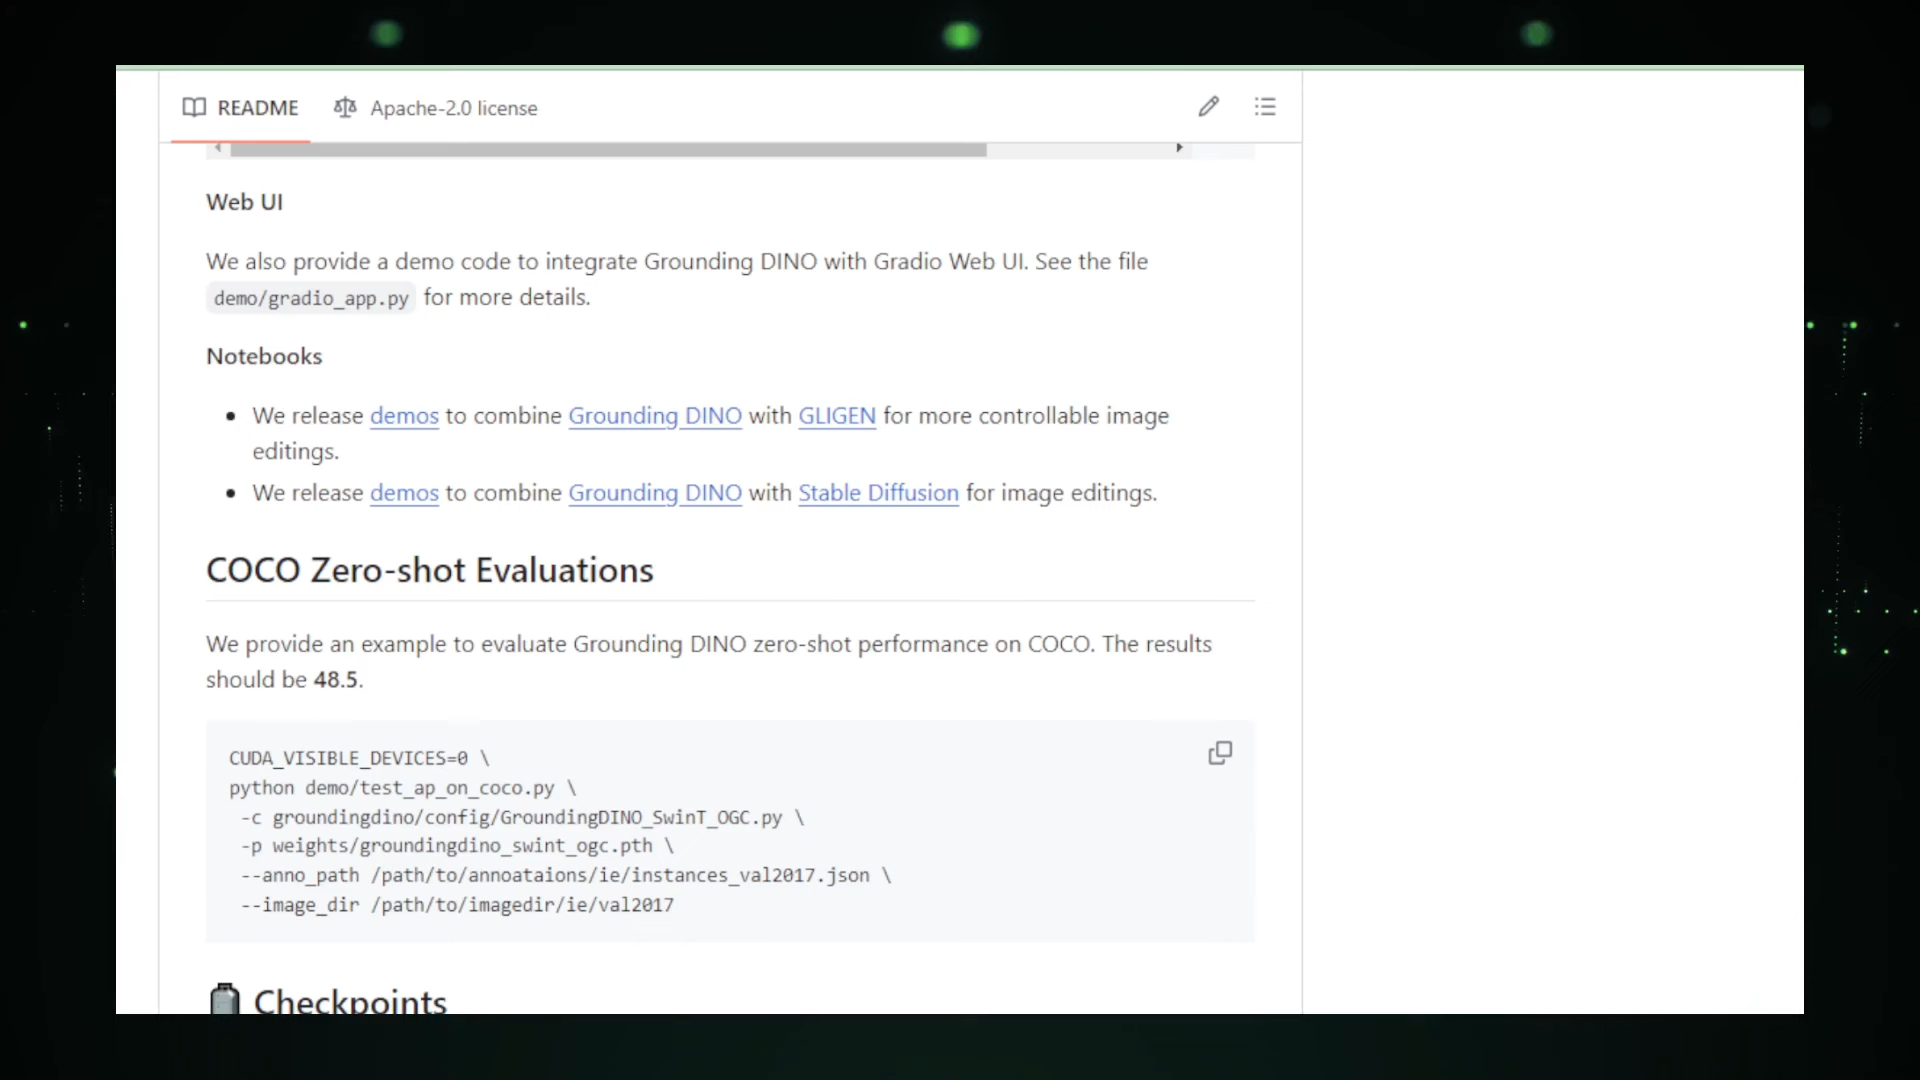 README
Apache-2.0 license
Web UI
We also provide a demo code to integrate Grounding DINO with Gradio Web UI. See the file
demo/gradio_app.py for more details.
Notebooks
We release demos to combine Grounding DINO with GLIGEN for more controllable image
editings.
We release demos to combine Grounding DINO with Stable Diffusion for image editings.
COCO Zero-shot Evaluations
We provide an example to evaluate Grounding DINO zero-shot performance on COCO. The results
should be 48.5.
CUDA_VISIBLE_DEVICES=0 \
python demo/test_ap_on_coco.py \
-c groundingdino/config/GroundingDINO_SwinT_OGC.py \
-p weights/groundingdino_swint_ogc.pth \
--anno_path /path/to/annoataions/ie/instances_val2017.json \
--image_dir /path/to/imagedir/ie/val2017
Checkpoints